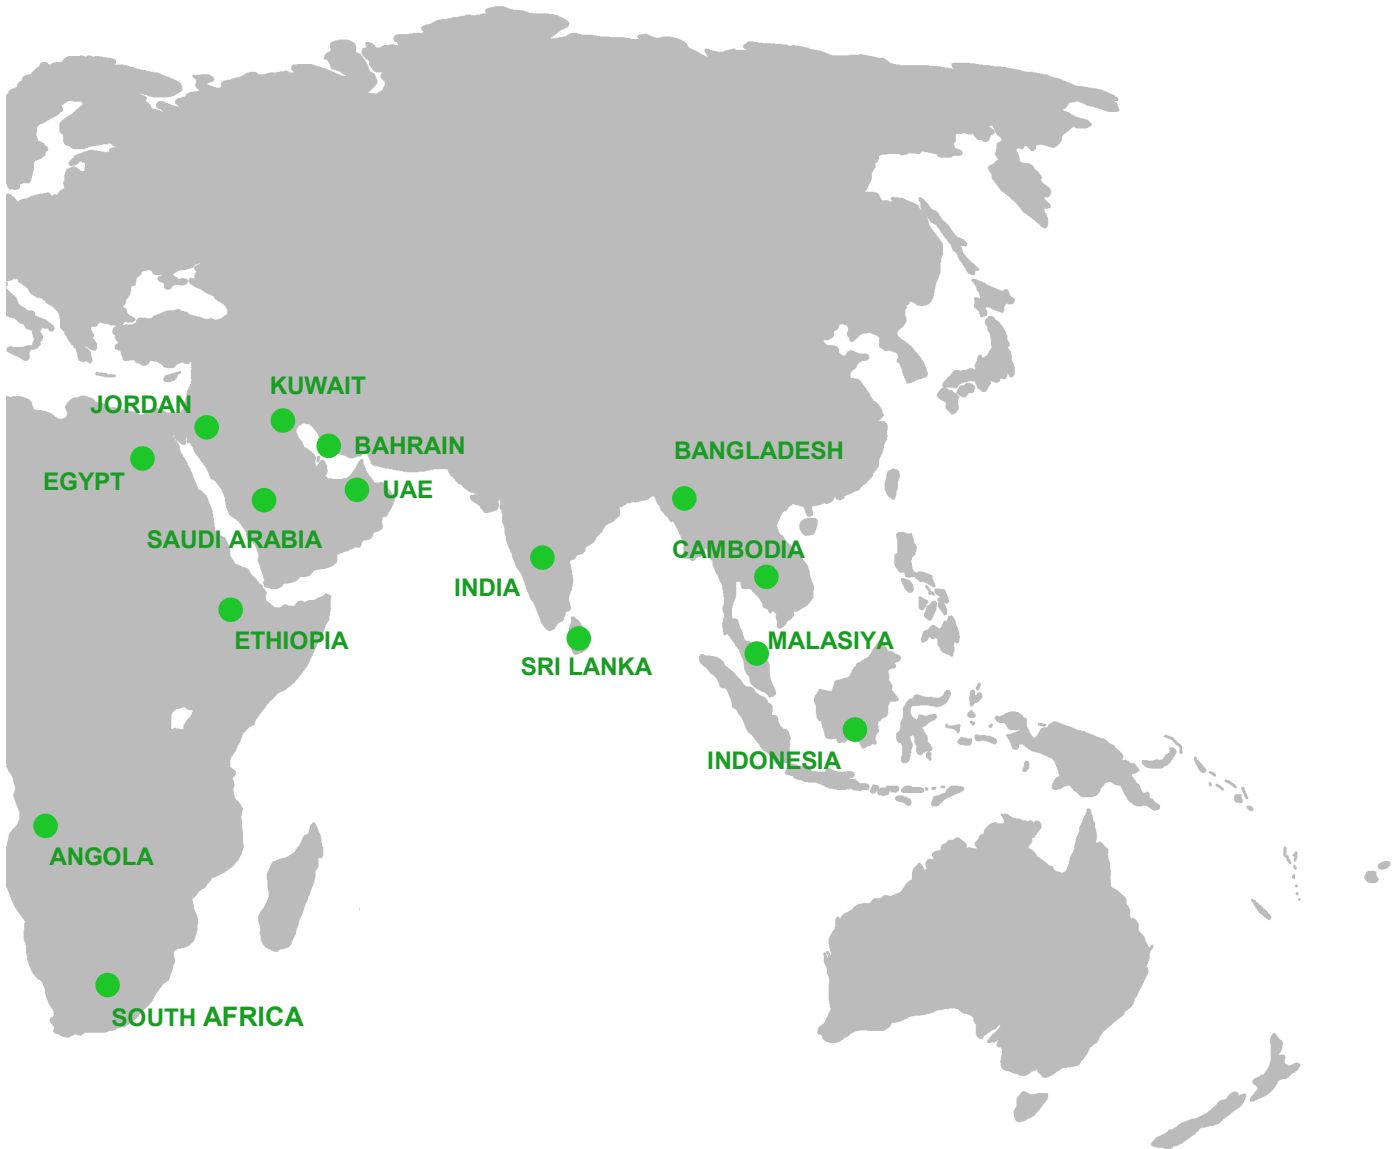 KUWAIT
JORDAN
BAHRAIN
BANGLADESH
EGYPT
UAE
SAUDI ARABIA
CAMBODIA
INDIA
ETHIOPIA
MALASIYA
SRI LANKA
INDONESIA
ANGOLA
SOUTH AFRICA